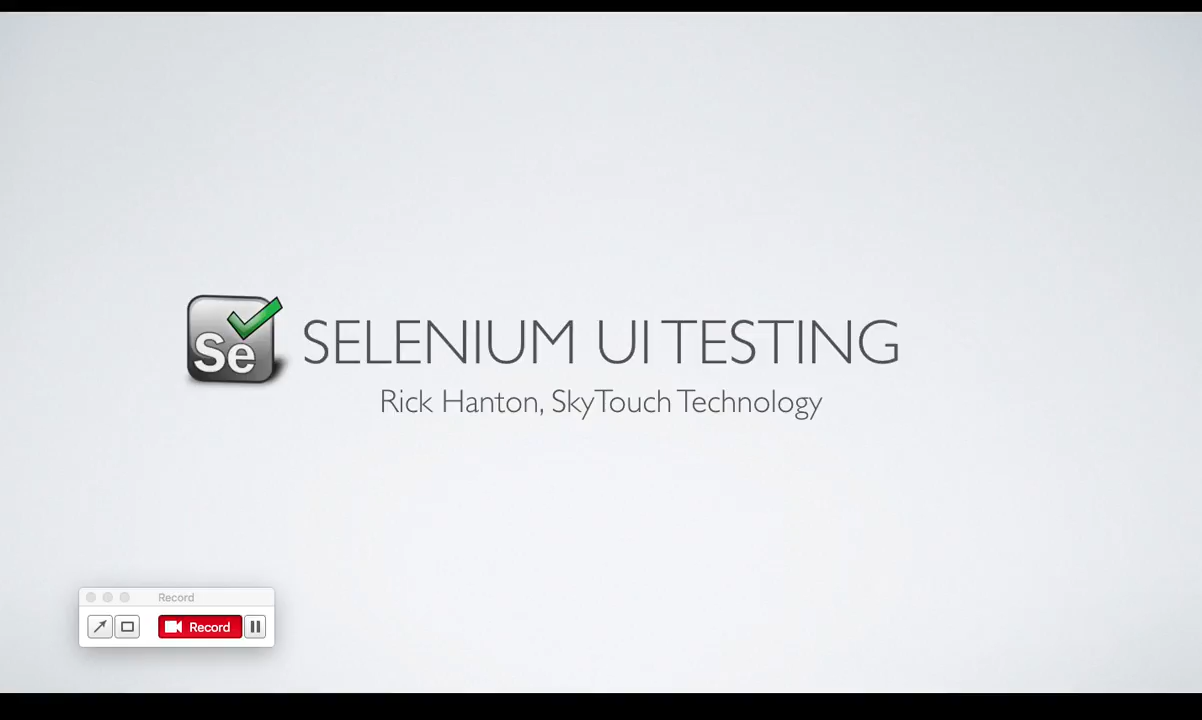 Se
SELENIUM UI TESTING
Rick Hanton, SkyTouch Technology
Record
Record